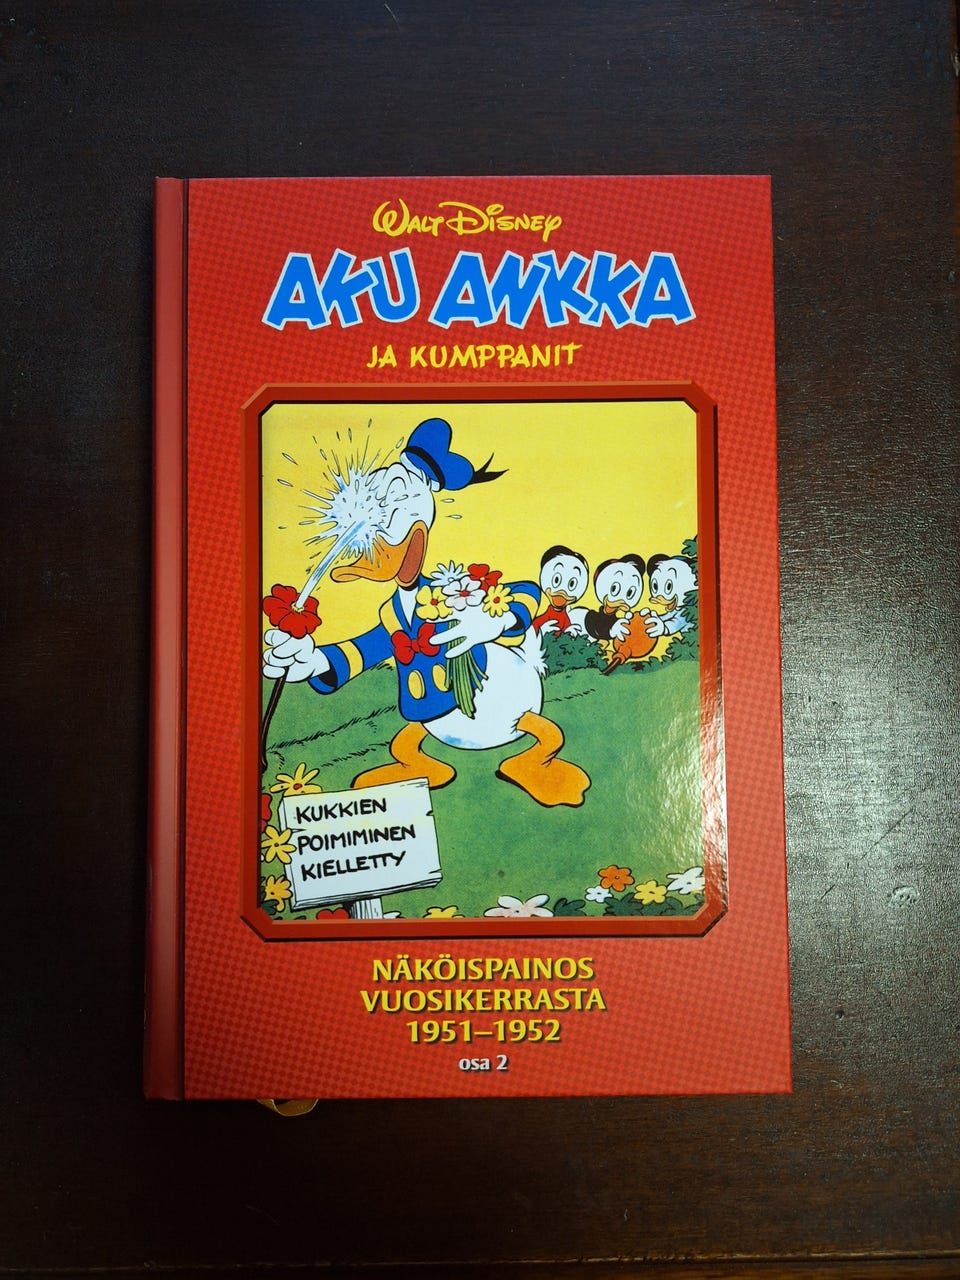 WALT DISNEY
AKU ANKKA
JA KUMPPANIT
KUKKIEN
POIMIMINEN
KIELLETTY
NÄKÖISPAINOS
VUOSIKERRASTA
1951–1952
osa 2